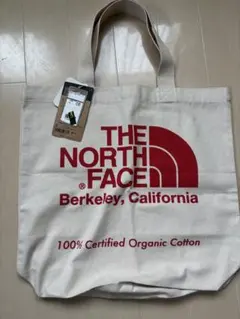 THE
NORTH
FACE
®
Berkeley, California
100% Certified Organic Cotton